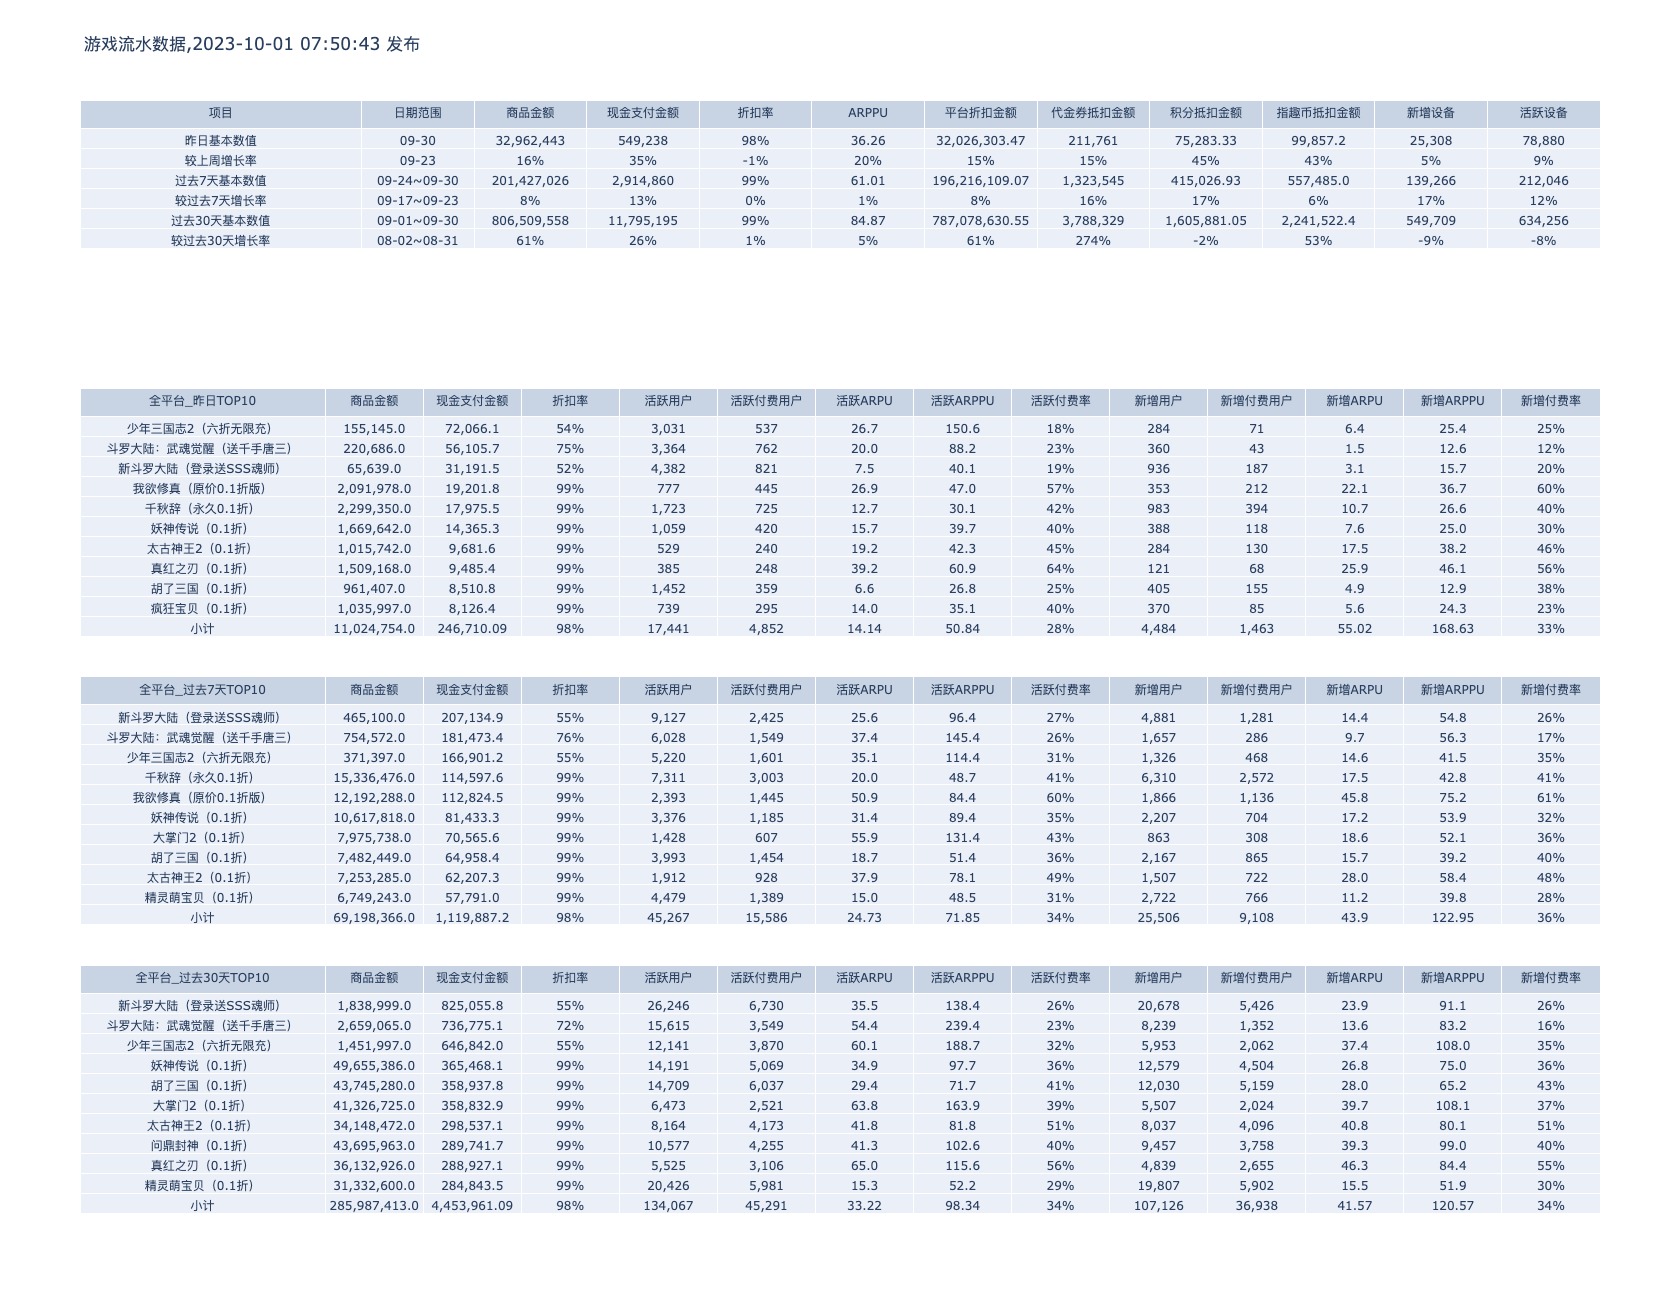 游戏流水数据,2023-10-01 07:50:43 发布
项目 日期范围 商品金额 现金支付金额 折扣率 ARPPU 平台折扣金额 代金券抵扣金额 积分抵扣金额 指趣币抵扣金额 新增设备 活跃设备
昨日基本数值 09-30 32,962,443 549,238 98% 36.26 32,026,303.47 211,761 75,283.33 99,857.2 25,308 78,880
较上周增长率 09-23 16% 35% -1% 20% 15% 15% 45% 43% 5% 9%
过去7天基本数值 09-24~09-30 201,427,026 2,914,860 99% 61.01 196,216,109.07 1,323,545 415,026.93 557,485.0 139,266 212,046
较过去7天增长率 09-17~09-23 8% 13% 0% 1% 8% 16% 17% 6% 17% 12%
过去30天基本数值 09-01~09-30 806,509,558 11,795,195 99% 84.87 787,078,630.55 3,788,329 1,605,881.05 2,241,522.4 549,709 634,256
较过去30天增长率 08-02~08-31 61% 26% 1% 5% 61% 274% -2% 53% -9% -8%
全平台_昨日TOP10 商品金额 现金支付金额 折扣率 活跃用户 活跃付费用户 活跃ARPU 活跃ARPPU 活跃付费率 新增用户 新增付费用户 新增ARPU 新增ARPPU 新增付费率
少年三国志2（六折无限充） 155,145.0 72,066.1 54% 3,031 537 26.7 150.6 18% 284 71 6.4 25.4 25%
斗罗大陆：武魂觉醒（送千手唐三） 220,686.0 56,105.7 75% 3,364 762 20.0 88.2 23% 360 43 1.5 12.6 12%
新斗罗大陆（登录送SSS魂师） 65,639.0 31,191.5 52% 4,382 821 7.5 40.1 19% 936 187 3.1 15.7 20%
我欲修真（原价0.1折版） 2,091,978.0 19,201.8 99% 777 445 26.9 47.0 57% 353 212 22.1 36.7 60%
千秋辞（永久0.1折） 2,299,350.0 17,975.5 99% 1,723 725 12.7 30.1 42% 983 394 10.7 26.6 40%
妖神传说（0.1折） 1,669,642.0 14,365.3 99% 1,059 420 15.7 39.7 40% 388 118 7.6 25.0 30%
太古神王2（0.1折） 1,015,742.0 9,681.6 99% 529 240 19.2 42.3 45% 284 130 17.5 38.2 46%
真红之刃（0.1折） 1,509,168.0 9,485.4 99% 385 248 39.2 60.9 64% 121 68 25.9 46.1 56%
胡了三国（0.1折） 961,407.0 8,510.8 99% 1,452 359 6.6 26.8 25% 405 155 4.9 12.9 38%
疯狂宝贝（0.1折） 1,035,997.0 8,126.4 99% 739 295 14.0 35.1 40% 370 85 5.6 24.3 23%
小计 11,024,754.0 246,710.09 98% 17,441 4,852 14.14 50.84 28% 4,484 1,463 55.02 168.63 33%
全平台_过去7天TOP10 商品金额 现金支付金额 折扣率 活跃用户 活跃付费用户 活跃ARPU 活跃ARPPU 活跃付费率 新增用户 新增付费用户 新增ARPU 新增ARPPU 新增付费率
新斗罗大陆（登录送SSS魂师） 465,100.0 207,134.9 55% 9,127 2,425 25.6 96.4 27% 4,881 1,281 14.4 54.8 26%
斗罗大陆：武魂觉醒（送千手唐三） 754,572.0 181,473.4 76% 6,028 1,549 37.4 145.4 26% 1,657 286 9.7 56.3 17%
少年三国志2（六折无限充） 371,397.0 166,901.2 55% 5,220 1,601 35.1 114.4 31% 1,326 468 14.6 41.5 35%
千秋辞（永久0.1折） 15,336,476.0 114,597.6 99% 7,311 3,003 20.0 48.7 41% 6,310 2,572 17.5 42.8 41%
我欲修真（原价0.1折版） 12,192,288.0 112,824.5 99% 2,393 1,445 50.9 84.4 60% 1,866 1,136 45.8 75.2 61%
妖神传说（0.1折） 10,617,818.0 81,433.3 99% 3,376 1,185 31.4 89.4 35% 2,207 704 17.2 53.9 32%
大掌门2（0.1折） 7,975,738.0 70,565.6 99% 1,428 607 55.9 131.4 43% 863 308 18.6 52.1 36%
胡了三国（0.1折） 7,482,449.0 64,958.4 99% 3,993 1,454 18.7 51.4 36% 2,167 865 15.7 39.2 40%
太古神王2（0.1折） 7,253,285.0 62,207.3 99% 1,912 928 37.9 78.1 49% 1,507 722 28.0 58.4 48%
精灵萌宝贝（0.1折） 6,749,243.0 57,791.0 99% 4,479 1,389 15.0 48.5 31% 2,722 766 11.2 39.8 28%
小计 69,198,366.0 1,119,887.2 98% 45,267 15,586 24.73 71.85 34% 25,506 9,108 43.9 122.95 36%
全平台_过去30天TOP10 商品金额 现金支付金额 折扣率 活跃用户 活跃付费用户 活跃ARPU 活跃ARPPU 活跃付费率 新增用户 新增付费用户 新增ARPU 新增ARPPU 新增付费率
新斗罗大陆（登录送SSS魂师） 1,838,999.0 825,055.8 55% 26,246 6,730 35.5 138.4 26% 20,678 5,426 23.9 91.1 26%
斗罗大陆：武魂觉醒（送千手唐三） 2,659,065.0 736,775.1 72% 15,615 3,549 54.4 239.4 23% 8,239 1,352 13.6 83.2 16%
少年三国志2（六折无限充） 1,451,997.0 646,842.0 55% 12,141 3,870 60.1 188.7 32% 5,953 2,062 37.4 108.0 35%
妖神传说（0.1折） 49,655,386.0 365,468.1 99% 14,191 5,069 34.9 97.7 36% 12,579 4,504 26.8 75.0 36%
胡了三国（0.1折） 43,745,280.0 358,937.8 99% 14,709 6,037 29.4 71.7 41% 12,030 5,159 28.0 65.2 43%
大掌门2（0.1折） 41,326,725.0 358,832.9 99% 6,473 2,521 63.8 163.9 39% 5,507 2,024 39.7 108.1 37%
太古神王2（0.1折） 34,148,472.0 298,537.1 99% 8,164 4,173 41.8 81.8 51% 8,037 4,096 40.8 80.1 51%
问鼎封神（0.1折） 43,695,963.0 289,741.7 99% 10,577 4,255 41.3 102.6 40% 9,457 3,758 39.3 99.0 40%
真红之刃（0.1折） 36,132,926.0 288,927.1 99% 5,525 3,106 65.0 115.6 56% 4,839 2,655 46.3 84.4 55%
精灵萌宝贝（0.1折） 31,332,600.0 284,843.5 99% 20,426 5,981 15.3 52.2 29% 19,807 5,902 15.5 51.9 30%
小计 285,987,413.0 4,453,961.09 98% 134,067 45,291 33.22 98.34 34% 107,126 36,938 41.57 120.57 34%